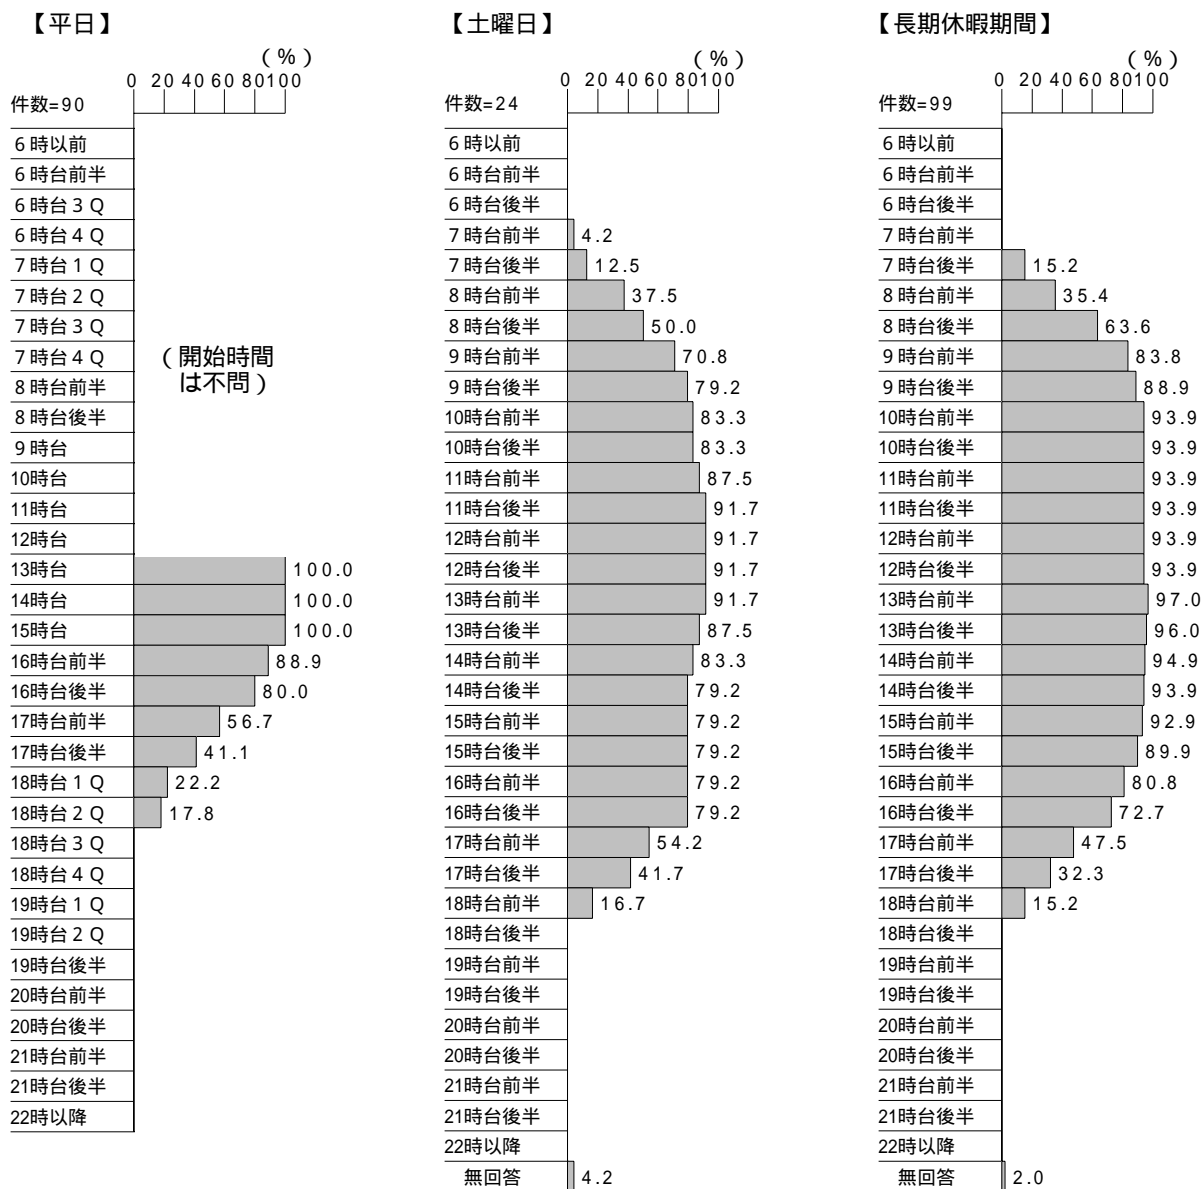 【平日】
(%)
0 20 40 60 80 100
件数=90
6時以前
6時台前半
6時台3Q
6時台4Q
7時台1Q
7時台2Q
7時台3Q
7時台4Q
8時台前半
8時台後半
9時台
10時台
11時台
12時台
(開始時間
は不問)
13時台 100.0
14時台 100.0
15時台 100.0
16時台前半 88.9
16時台後半 80.0
17時台前半 56.7
17時台後半 41.1
18時台1Q 22.2
18時台2Q 17.8
18時台3Q
18時台4Q
19時台1Q
19時台2Q
19時台後半
20時台前半
20時台後半
21時台前半
21時台後半
22時以降
【土曜日】
(%)
0 20 40 60 80 100
件数=24
6時以前
6時台前半
6時台後半
7時台前半 4.2
7時台後半 12.5
8時台前半 37.5
8時台後半 50.0
9時台前半 70.8
9時台後半 79.2
10時台前半 83.3
10時台後半 83.3
11時台前半 87.5
11時台後半 91.7
12時台前半 91.7
12時台後半 91.7
13時台前半 91.7
13時台後半 87.5
14時台前半 83.3
14時台後半 79.2
15時台前半 79.2
15時台後半 79.2
16時台前半 79.2
16時台後半 79.2
17時台前半 54.2
17時台後半 41.7
18時台前半 16.7
18時台後半
19時台前半
19時台後半
20時台前半
20時台後半
21時台前半
21時台後半
22時以降
無回答 4.2
【長期休暇期間】
(%)
0 20 40 60 80 100
件数=99
6時以前
6時台前半
6時台後半
7時台前半
7時台後半 15.2
8時台前半 35.4
8時台後半 63.6
9時台前半 83.8
9時台後半 88.9
10時台前半 93.9
10時台後半 93.9
11時台前半 93.9
11時台後半 93.9
12時台前半 93.9
12時台後半 93.9
13時台前半 97.0
13時台後半 96.0
14時台前半 94.9
14時台後半 93.9
15時台前半 92.9
15時台後半 89.9
16時台前半 80.8
16時台後半 72.7
17時台前半 47.5
17時台後半 32.3
18時台前半 15.2
18時台後半
19時台前半
19時台後半
20時台前半
20時台後半
21時台前半
21時台後半
22時以降
無回答 2.0